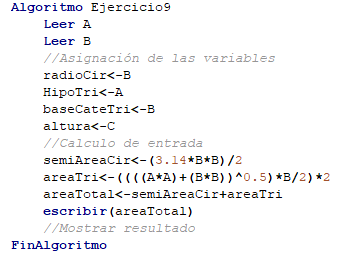 Algoritmo Ejercicio9
Leer A
Leer B
//Asignación de las variables
radioCir<-B
HipoTri<-A
baseCateTri<-B
altura<-C
//Calculo de entrada
semiAreaCir<-(3.14*B*B)/2
areaTri<-((((A*A)+(B*B))^0.5)*B/2)*2
areaTotal<-semiAreaCir+areaTri
escribir(areaTotal)
//Mostrar resultado
FinAlgoritmo